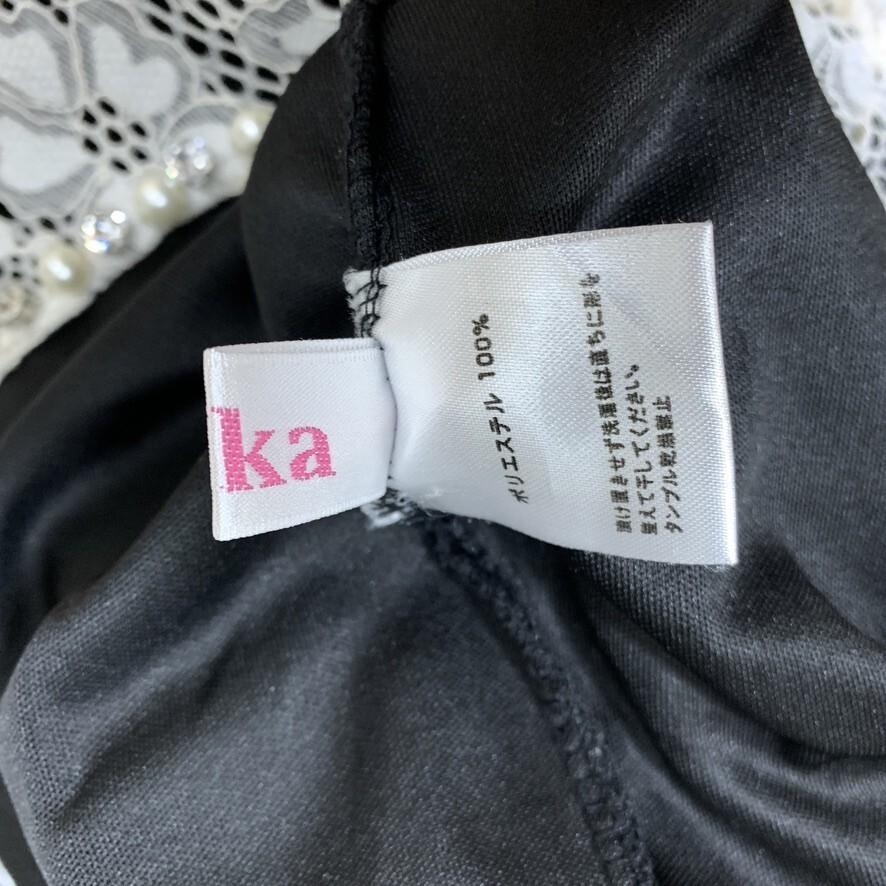 ka
ポリエステル 100%
漬け置きせず洗濯後は直ちに形を
整えて干してください。
タンブル乾燥禁止